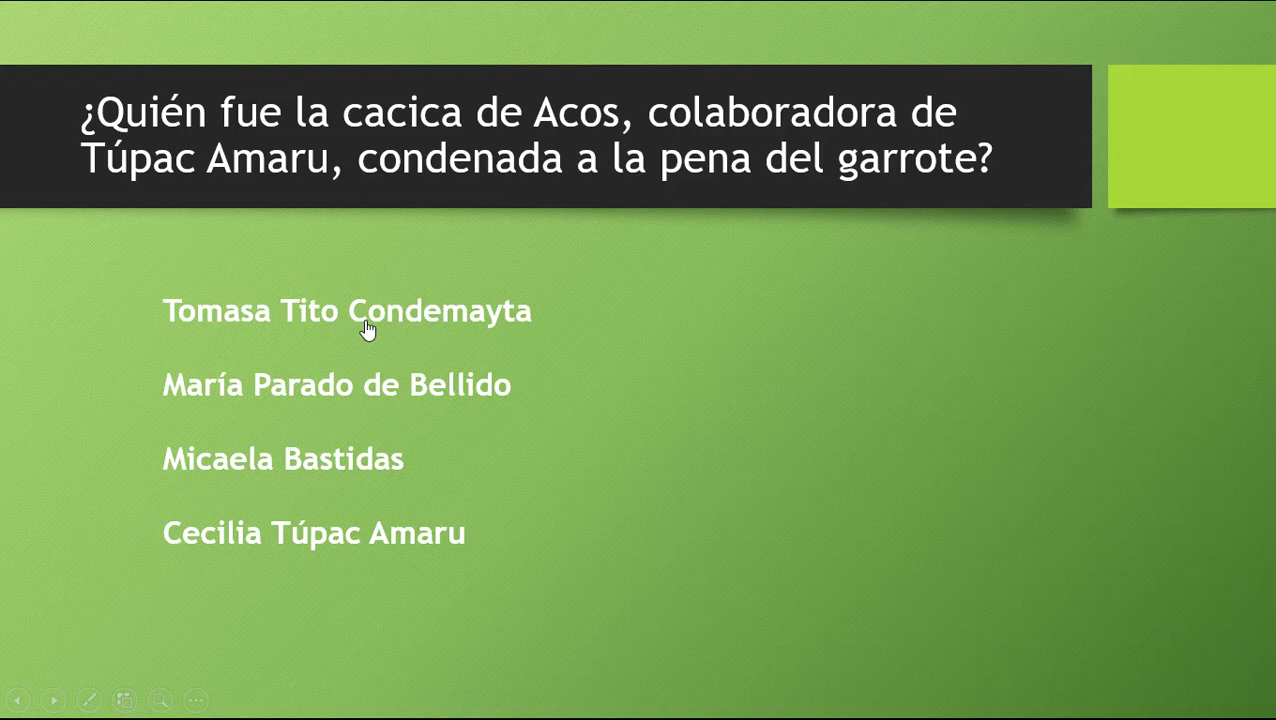 ¿Quién fue la cacica de Acos, colaboradora de
Túpac Amaru, condenada a la pena del garrote?
Tomasa Tito Condemayta
María Parado de Bellido
Micaela Bastidas
Cecilia Túpac Amaru